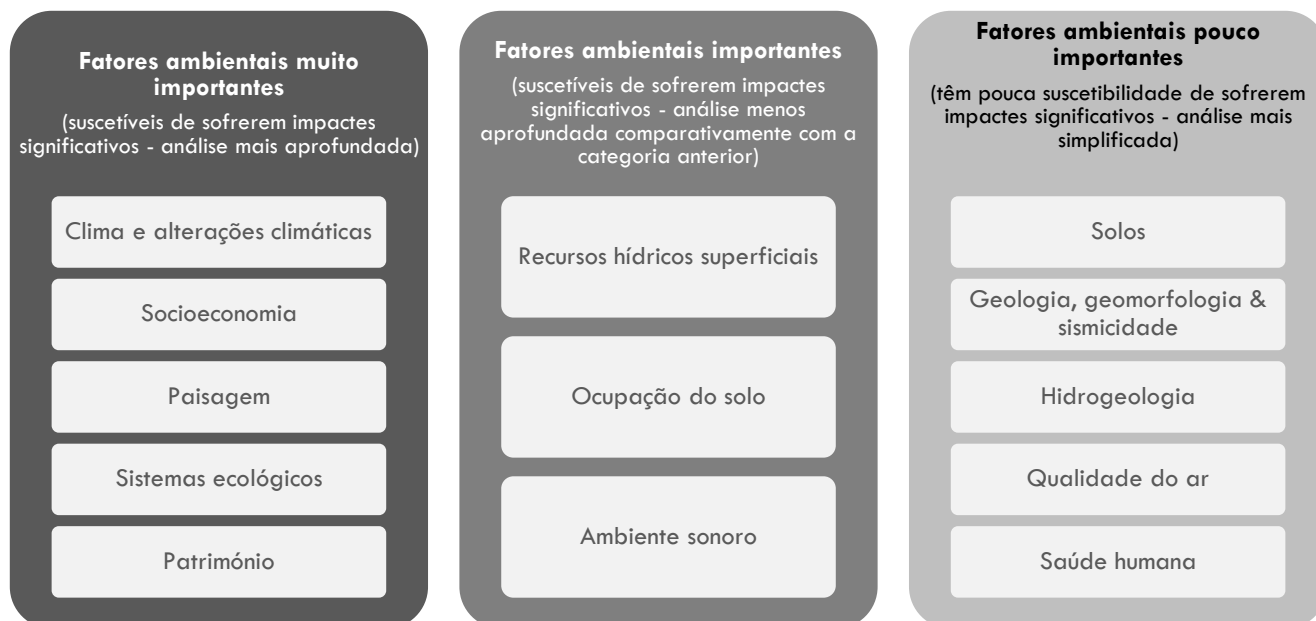 Fatores ambientais muito
importantes
(suscetíveis de sofrerem impactes
significativos - análise mais aprofundada)
Clima e alterações climáticas
Socioeconomia
Paisagem
Sistemas ecológicos
Património
Fatores ambientais importantes
(suscetíveis de sofrerem impactes
significativos - análise menos
aprofundada comparativamente com a
categoria anterior)
Recursos hídricos superficiais
Ocupação do solo
Ambiente sonoro
Fatores ambientais pouco
importantes
(têm pouca suscetibilidade de sofrerem
impactes significativos - análise mais
simplificada)
Solos
Geologia, geomorfologia &
sismicidade
Hidrogeologia
Qualidade do ar
Saúde humana